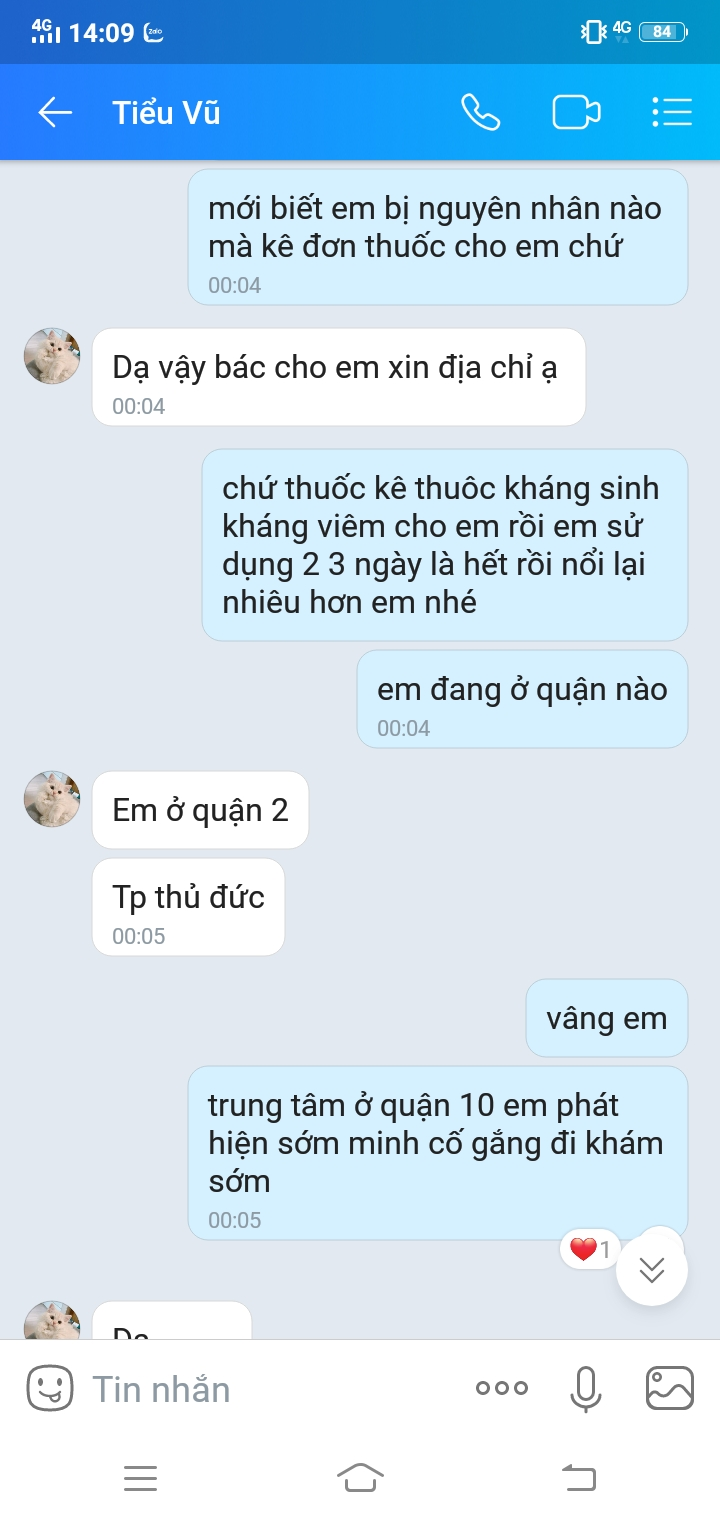 4G 14:09 Zalo 4G 84
Tiểu Vũ
mới biết em bị nguyên nhân nào
mà kê đơn thuốc cho em chứ
00:04
Dạ vậy bác cho em xin địa chỉ ạ
00:04
chứ thuốc kê thuôc kháng sinh
kháng viêm cho em rồi em sử
dụng 2 3 ngày là hết rồi nổi lại
nhiêu hơn em nhé
em đang ở quận nào
00:04
Em ở quận 2
Tp thủ đức
00:05
vâng em
trung tâm ở quận 10 em phát
hiện sớm minh cố gắng đi khám
sớm
00:05
1
Tin nhắn